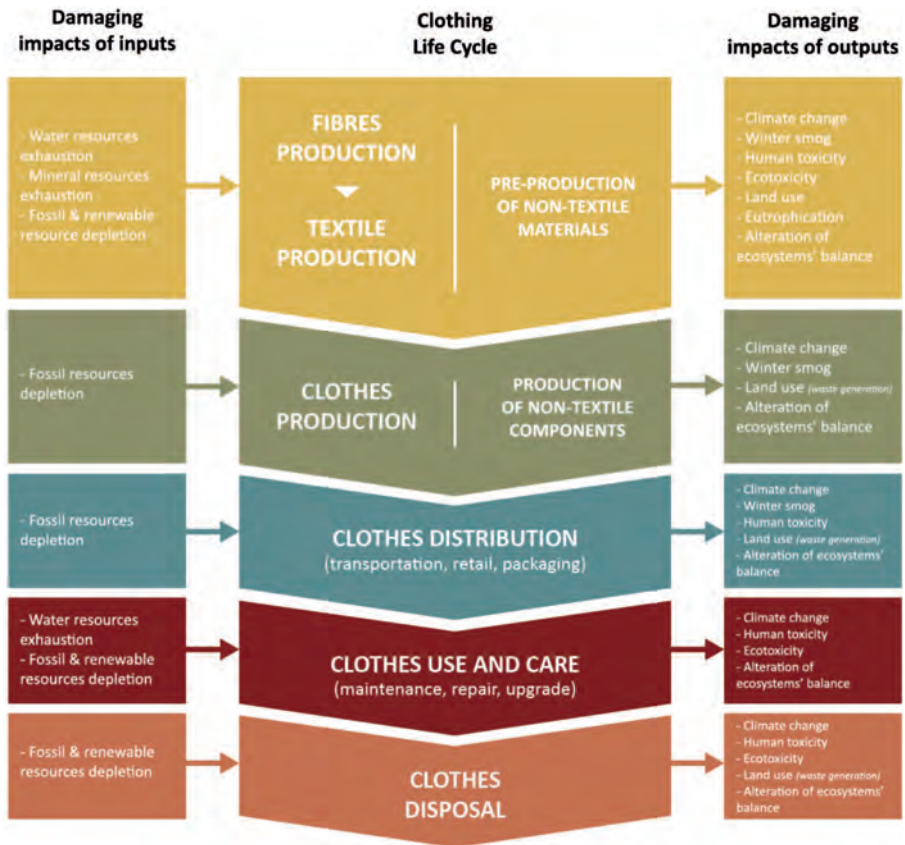 Damaging
impacts of inputs
Clothing
Life Cycle
Damaging
impacts of outputs
- Water resources
exhaustion
- Mineral resources
exhaustion
- Fossil & renewable
resource depletion
FIBRES
PRODUCTION
TEXTILE
PRODUCTION
PRE-PRODUCTION
OF NON-TEXTILE
MATERIALS
- Climate change
- Winter smog
- Human toxicity
- Ecotoxicity
- Land use
- Eutrophication
- Alteration of
ecosystems' balance
- Fossil resources
depletion
CLOTHES
PRODUCTION
PRODUCTION
OF NON-TEXTILE
COMPONENTS
- Climate change
- Winter smog
- Land use (waste generation)
- Alteration of
ecosystems' balance
- Fossil resources
depletion
CLOTHES DISTRIBUTION
(transportation, retail, packaging)
- Climate change
- Winter smog
- Human toxicity
- Land use (waste generation)
- Alteration of ecosystems'
balance
- Water resources
exhaustion
- Fossil & renewable
resources depletion
CLOTHES USE AND CARE
(maintenance, repair, upgrade)
- Climate change
- Human toxicity
- Ecotoxicity
- Alteration of
ecosystems' balance
- Fossil & renewable
resources depletion
CLOTHES
DISPOSAL
- Climate change
- Human toxicity
- Ecotoxicity
- Land use (waste generation)
- Alteration of ecosystems'
balance